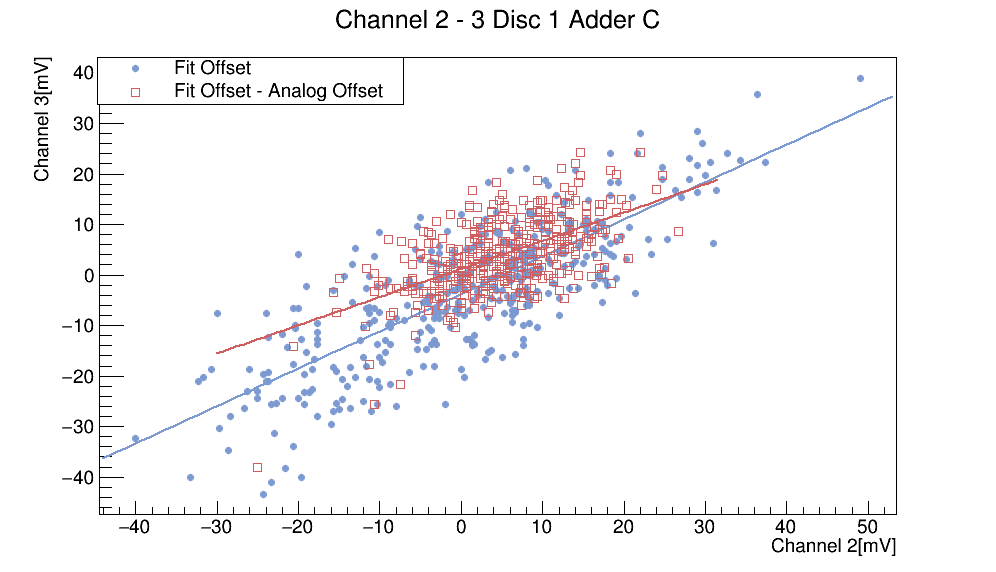 Channel 2 - 3 Disc 1 Adder C
Channel 3[mV]
Fit Offset
Fit Offset - Analog Offset
40
30
20
10
0
−10
−20
−30
−40
−40 −30 −20 −10 0 10 20 30 40 50
Channel 2[mV]